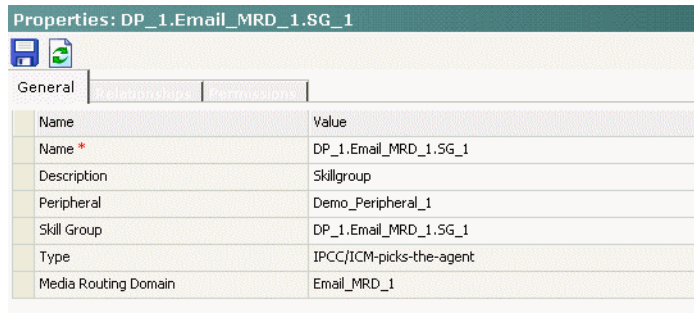 Properties: DP_1.Email_MRD_1.SG_1
General Relationships Permissions
Name Value
Name * DP_1.Email_MRD_1.SG_1
Description Skillgroup
Peripheral Demo_Peripheral_1
Skill Group DP_1.Email_MRD_1.SG_1
Type IPCC/ICM-picks-the-agent
Media Routing Domain Email_MRD_1